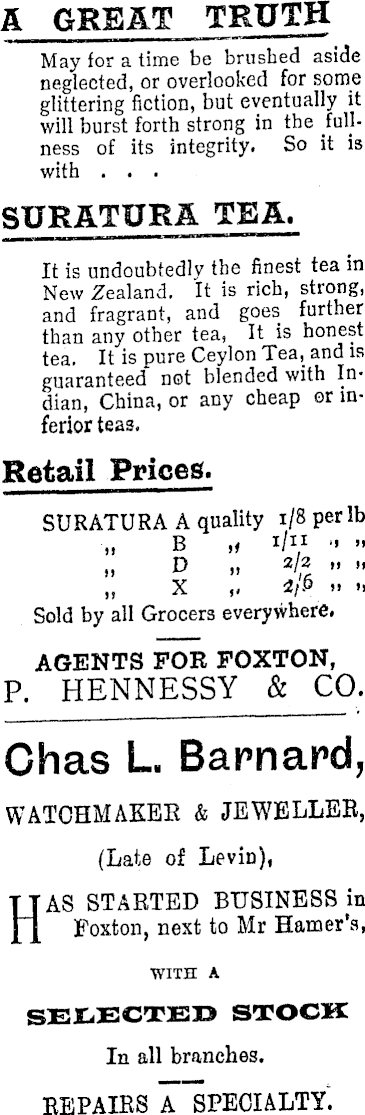 A GREAT TRUTH
May for a time be brushed aside
neglected, or overlooked for some
glittering fiction, but eventually it
will burst forth strong in the full-
ness of its integrity. So it is
with . . .
SURATURA TEA.
It is undoubtedly the finest tea in
New Zealand. It is rich, strong,
and fragrant, and goes further
than any other tea, It is honest
tea. It is pure Ceylon Tea, and is
guaranteed not blended with In-
dian, China, or any cheap or in-
ferior teas.
Retail Prices.
SURATURA A quality 1/8 per lb
„ B „ 1/11 „ „
„ D „ 2/2 „ „
„ X „ 2/6 „ „
Sold by all Grocers everywhere.
AGENTS FOR FOXTON,
P. HENNESSY & CO.
Chas L. Barnard,
WATCHMAKER & JEWELLER,
(Late of Levin),
HAS STARTED BUSINESS in
Foxton, next to Mr Hamer's,
WITH A
SELECTED STOCK
In all branches.
REPAIRS A SPECIALTY.